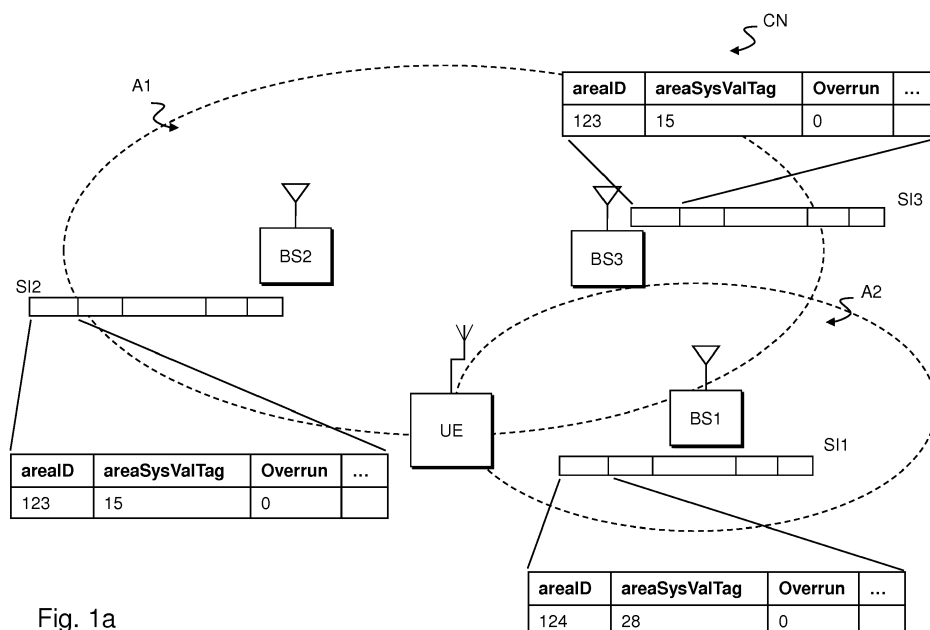 CN
A1
areaID areaSysValTag Overrun ...
123 15 0
SI3
BS2
BS3
SI2
A2
UE
BS1
SI1
areaID areaSysValTag Overrun ...
123 15 0
areaID areaSysValTag Overrun ...
124 28 0
Fig. 1a